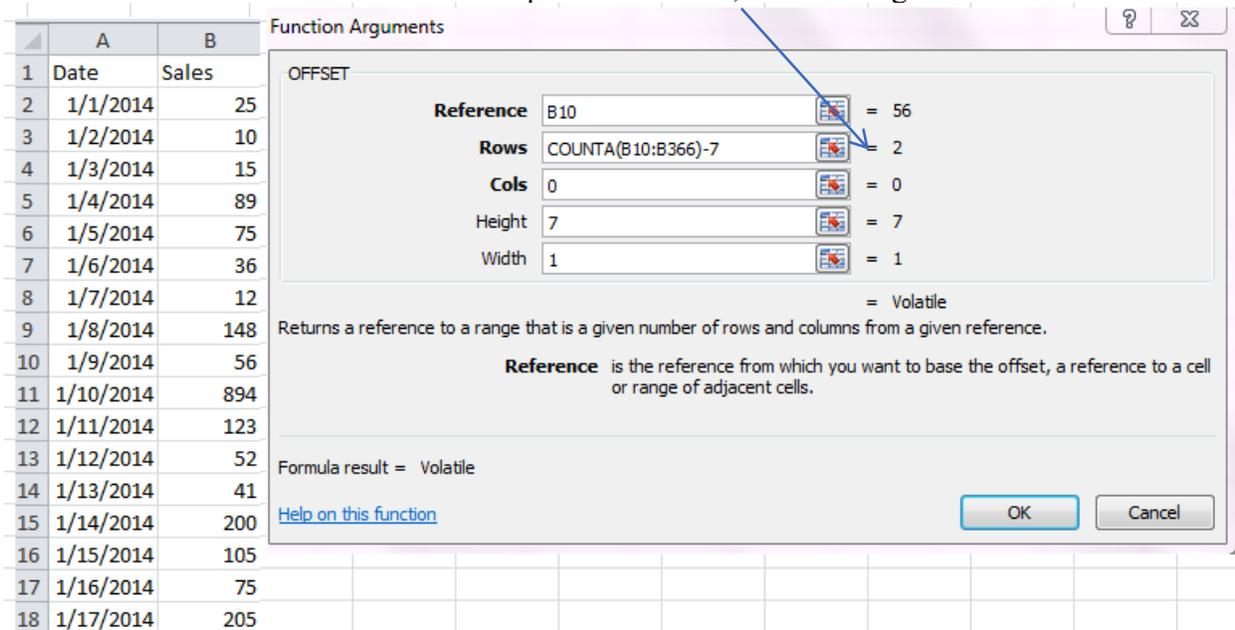 Function Arguments
A B
1 Date Sales
2 1/1/2014 25
3 1/2/2014 10
4 1/3/2014 15
5 1/4/2014 89
6 1/5/2014 75
7 1/6/2014 36
8 1/7/2014 12
9 1/8/2014 148
10 1/9/2014 56
11 1/10/2014 894
12 1/11/2014 123
13 1/12/2014 52
14 1/13/2014 41
15 1/14/2014 200
16 1/15/2014 105
17 1/16/2014 75
18 1/17/2014 205
OFFSET
Reference B10 = 56
Rows COUNTA(B10:B366)-7 = 2
Cols 0 = 0
Height 7 = 7
Width 1 = 1
= Volatile
Returns a reference to a range that is a given number of rows and columns from a given reference.
Reference is the reference from which you want to base the offset, a reference to a cell
or range of adjacent cells.
Formula result = Volatile
Help on this function
OK Cancel